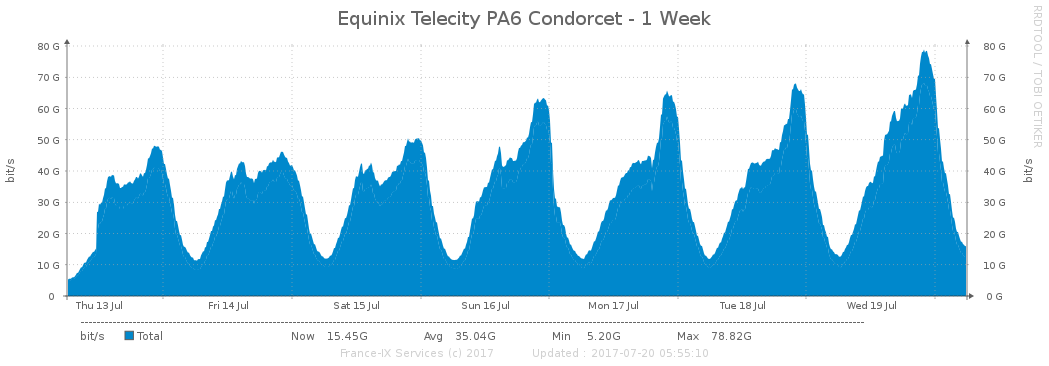 Equinix Telecity PA6 Condorcet - 1 Week
RRDTOOL / TOBI OETIKER
80 G 80 G
70 G 70 G
60 G 60 G
50 G 50 G
40 G 40 G
30 G 30 G
20 G 20 G
10 G 10 G
0 0 G
bit/s bit/s
Thu 13 Jul Fri 14 Jul Sat 15 Jul Sun 16 Jul Mon 17 Jul Tue 18 Jul Wed 19 Jul
bit/s Total Now 15.45G Avg 35.04G Min 5.20G Max 78.82G
France-IX Services (c) 2017 Updated : 2017-07-20 05:55:10